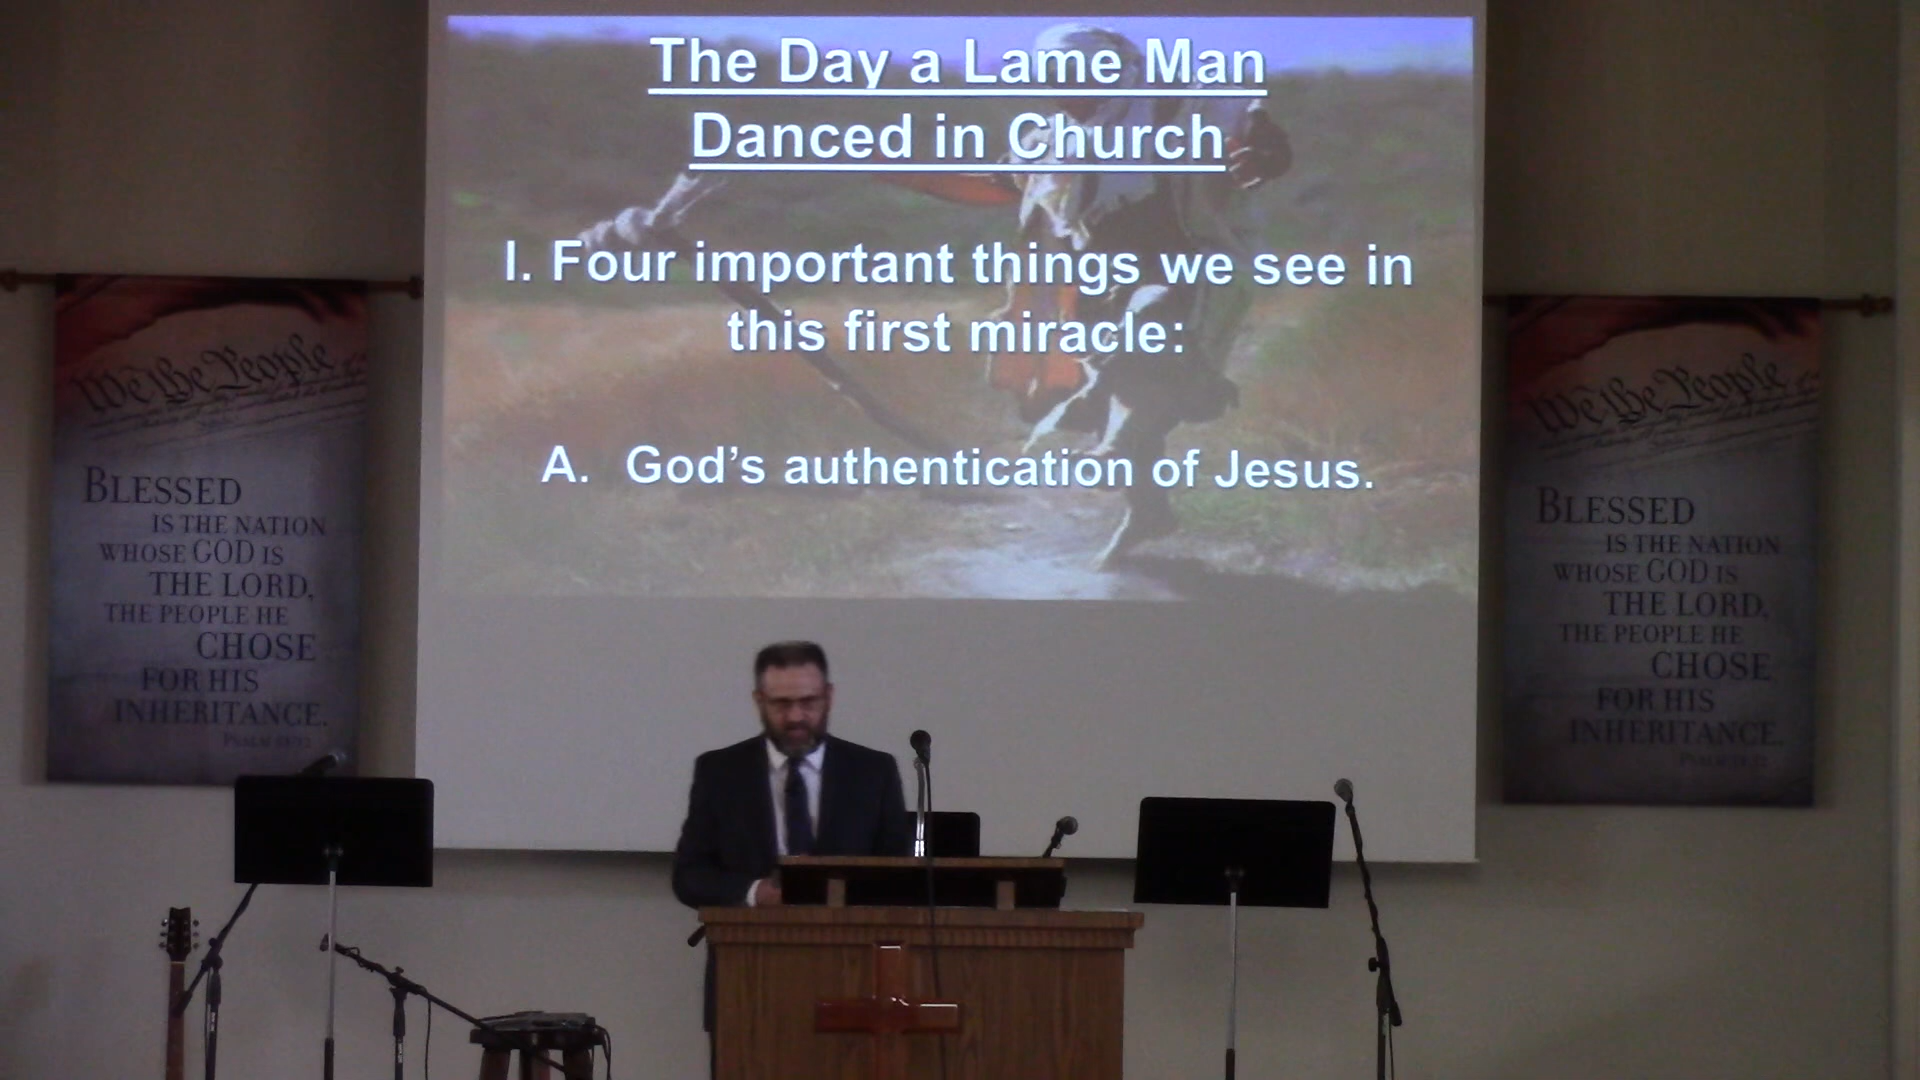 The Day a Lame Man
Danced in Church
I. Four important things we see in
this first miracle:
A. God's authentication of Jesus.
We the People
BLESSED
IS THE NATION
WHOSE GOD IS
THE LORD,
THE PEOPLE HE
CHOSE
FOR HIS
INHERITANCE.
PSALM
We the People
BLESSED
IS THE NATION
WHOSE GOD IS
THE LORD,
THE PEOPLE HE
CHOSE
FOR HIS
INHERITANCE.
PSALM